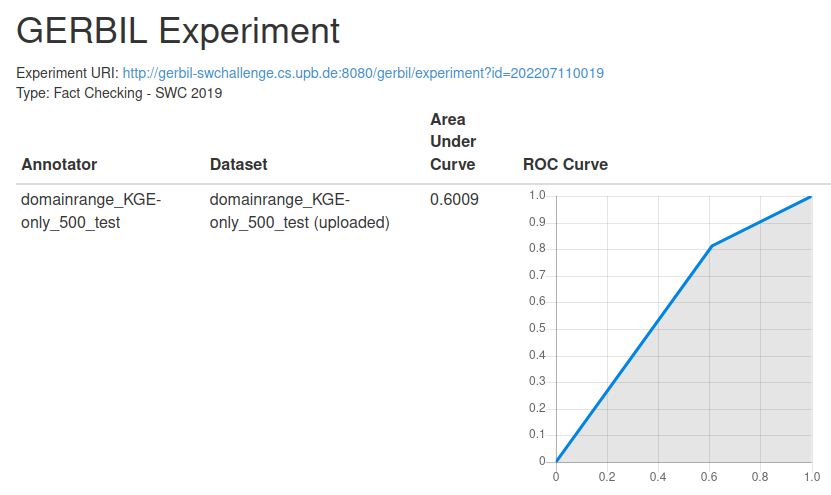 GERBIL Experiment
Experiment URI: http://gerbil-swchallenge.cs.upb.de:8080/gerbil/experiment?id=202207110019
Type: Fact Checking - SWC 2019
Annotator Dataset Area Under Curve ROC Curve
domainrange_KGE-
only_500_test
domainrange_KGE-
only_500_test (uploaded)
0.6009
1.0
0.9
0.8
0.7
0.6
0.5
0.4
0.3
0.2
0.1
0
0 0.2 0.4 0.6 0.8 1.0